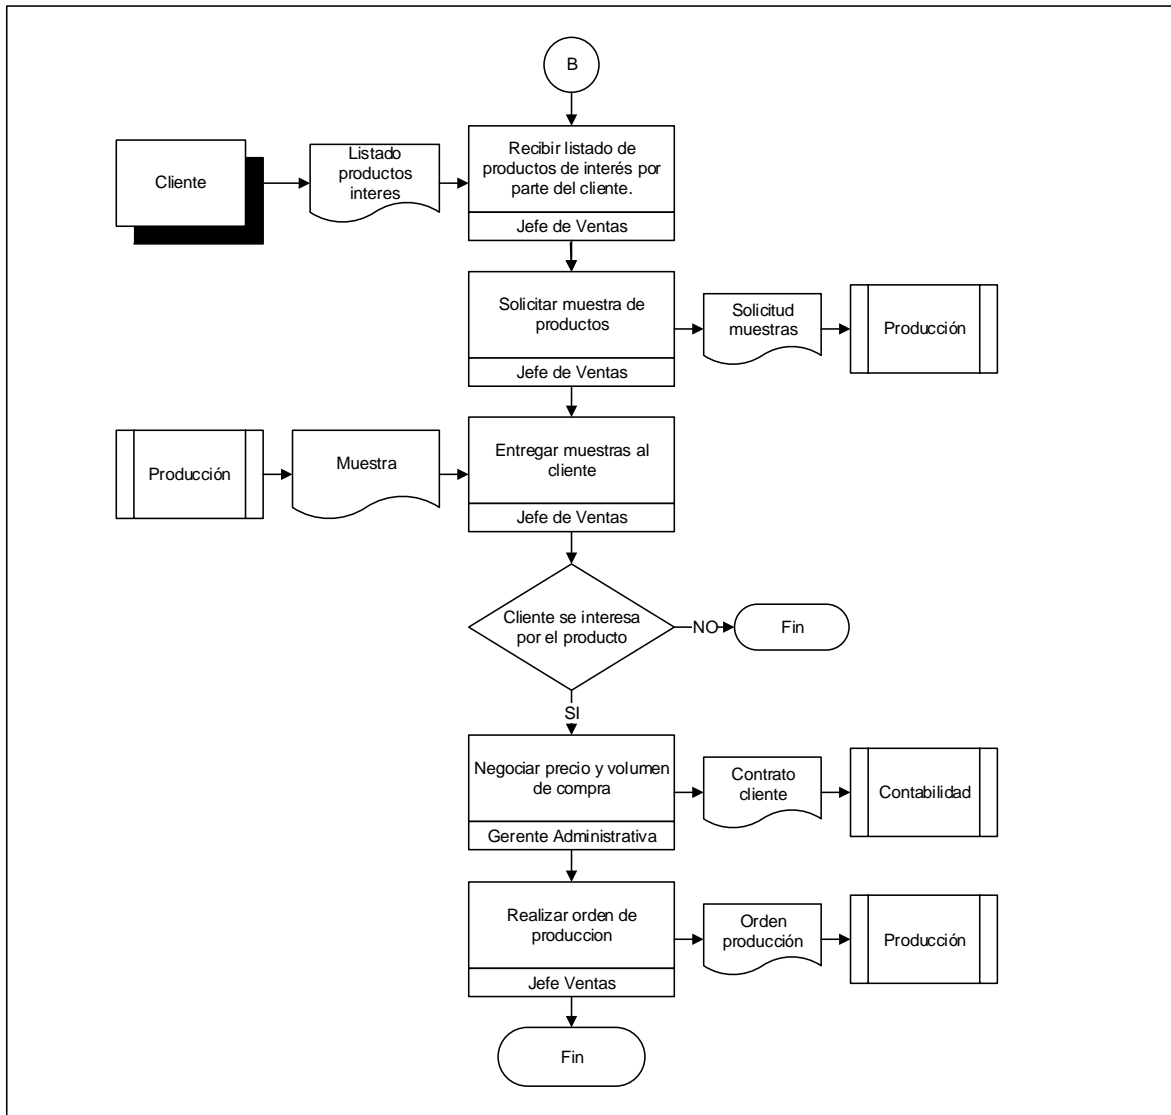 B
Cliente
Listado
productos
interes
Recibir listado de
productos de interés por
parte del cliente.
Jefe de Ventas
Solicitar muestra de
productos
Jefe de Ventas
Solicitud
muestras
Producción
Producción
Muestra
Entregar muestras al
cliente
Jefe de Ventas
Cliente se interesa
por el producto
NO
Fin
SI
Negociar precio y volumen
de compra
Gerente Administrativa
Contrato
cliente
Contabilidad
Realizar orden de
produccion
Jefe Ventas
Orden
producción
Producción
Fin